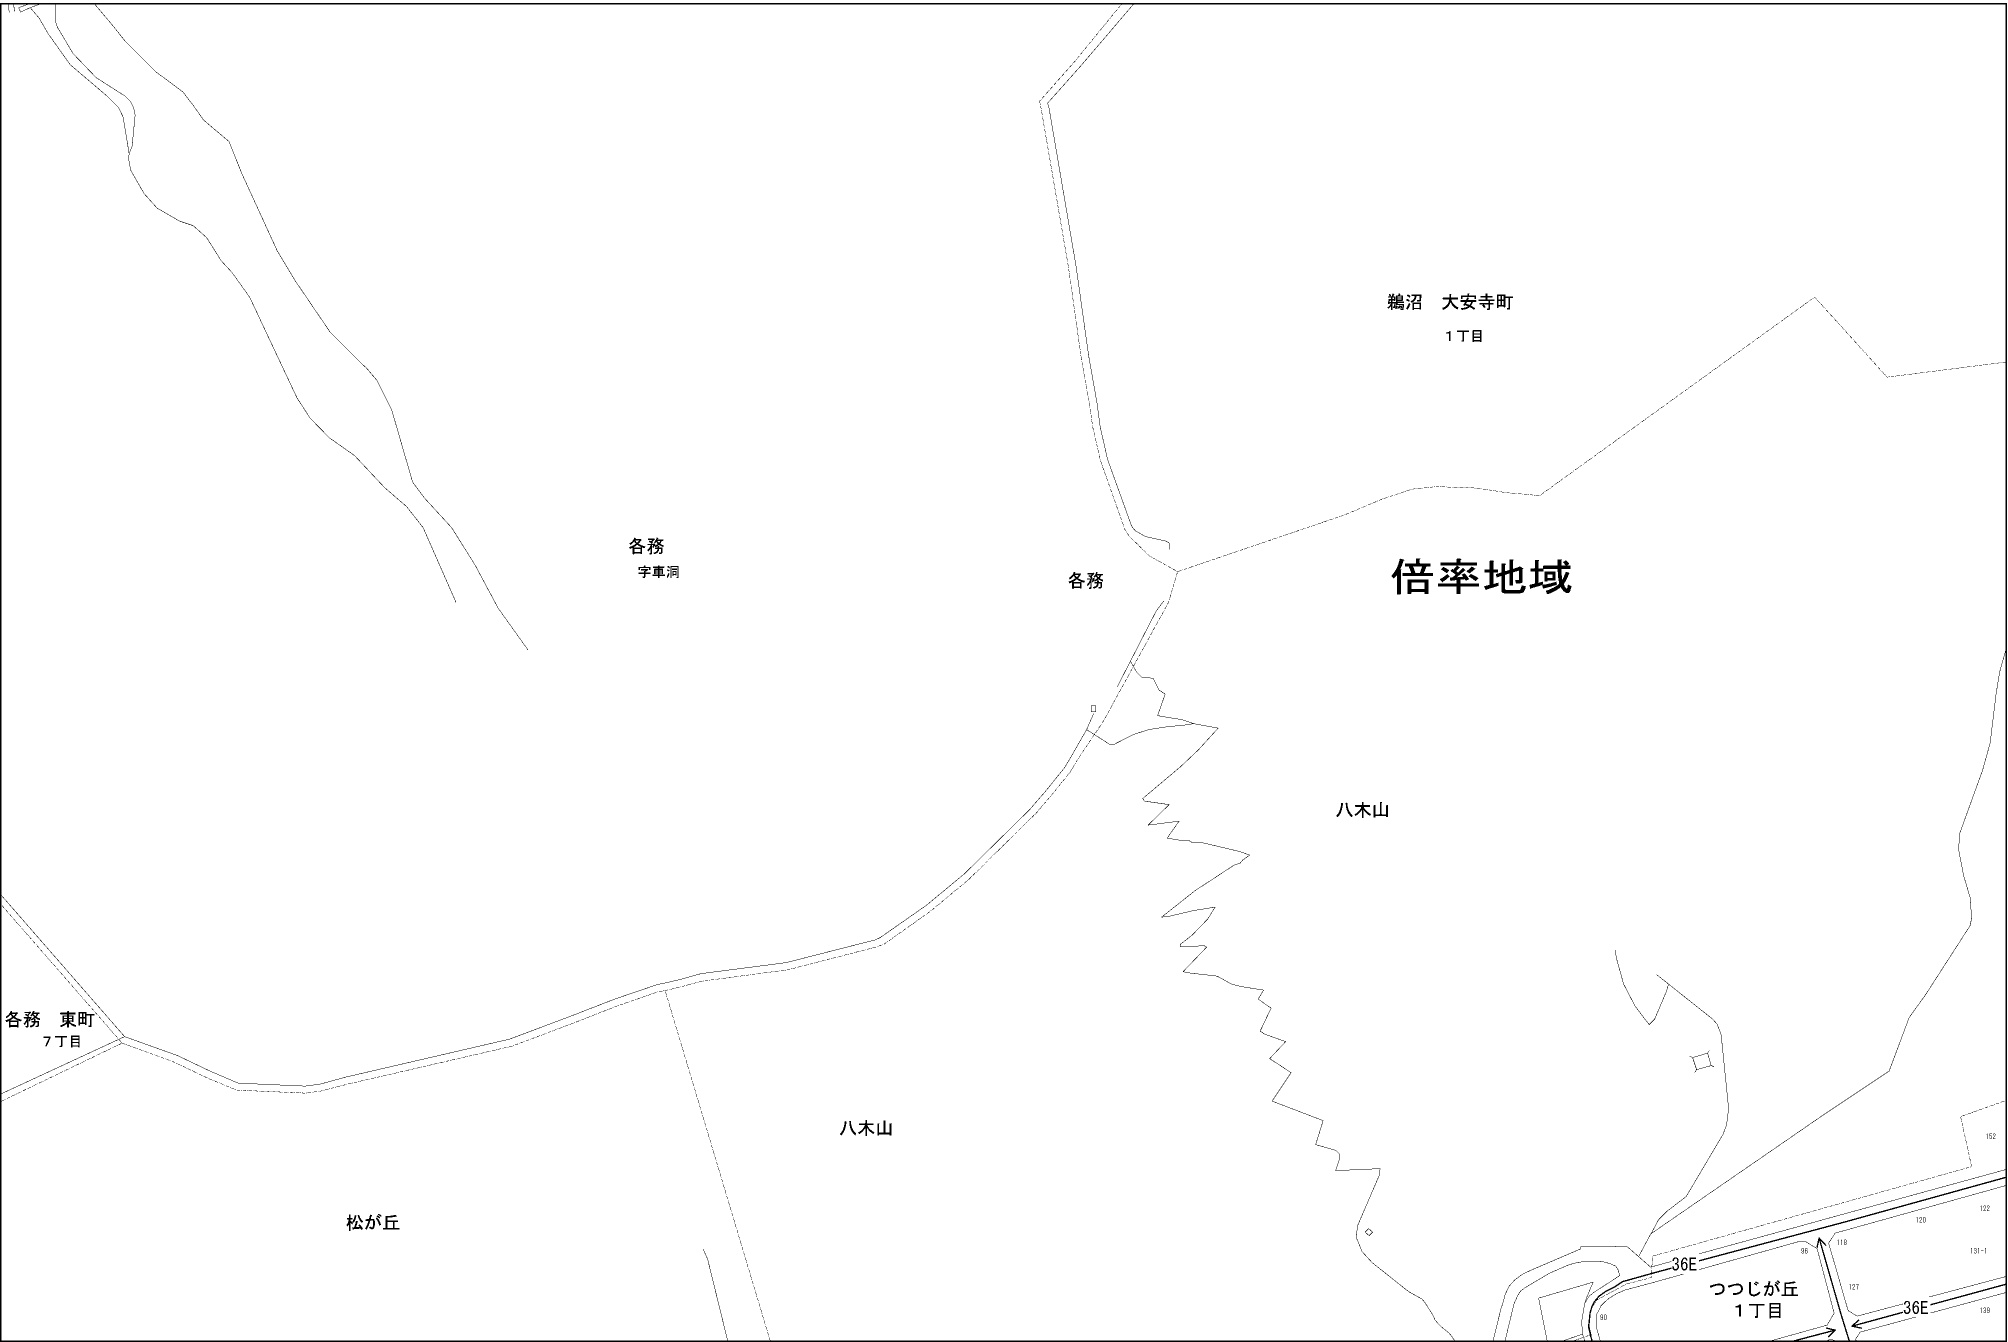 鵜沼　大安寺町
１丁目
各務
字車洞
各務
倍率地域
八木山
各務　東町
７丁目
八木山
松が丘
152
122
120
118
96
131-1
36E
つつじが丘
１丁目
127
36E
139
90